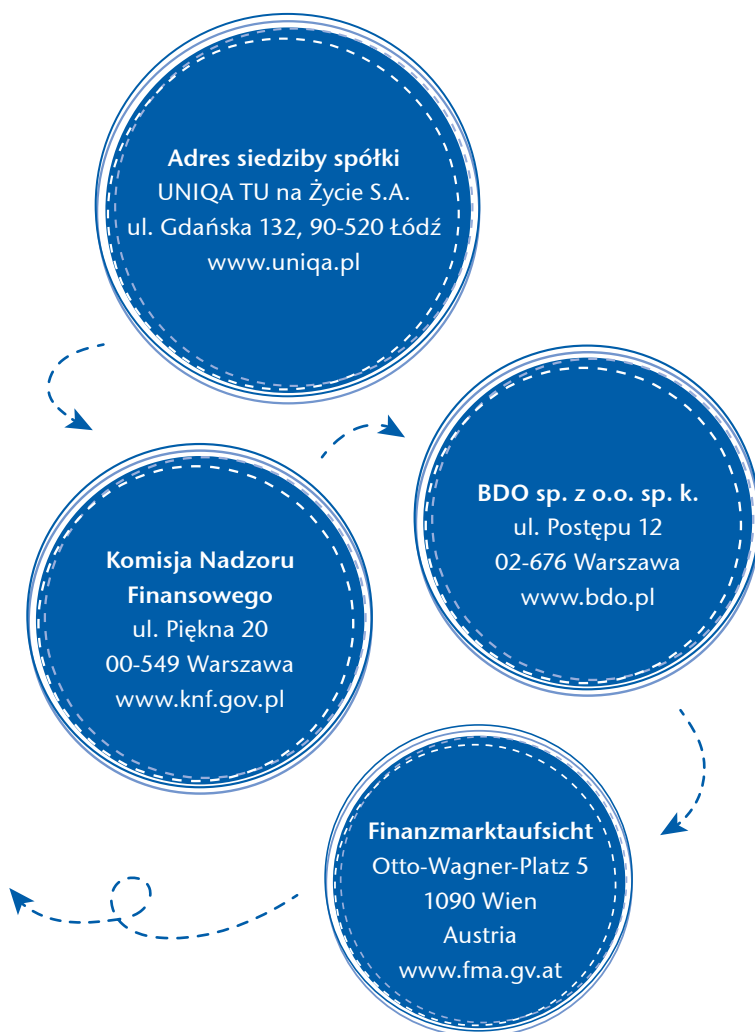 Adres siedziby spółki
UNIQA TU na Życie S.A.
ul. Gdańska 132, 90-520 Łódź
www.uniqa.pl
Komisja Nadzoru
Finansowego
ul. Piękna 20
00-549 Warszawa
www.knf.gov.pl
BDO sp. z o.o. sp. k.
ul. Postępu 12
02-676 Warszawa
www.bdo.pl
Finanzmarktaufsicht
Otto-Wagner-Platz 5
1090 Wien
Austria
www.fma.gv.at